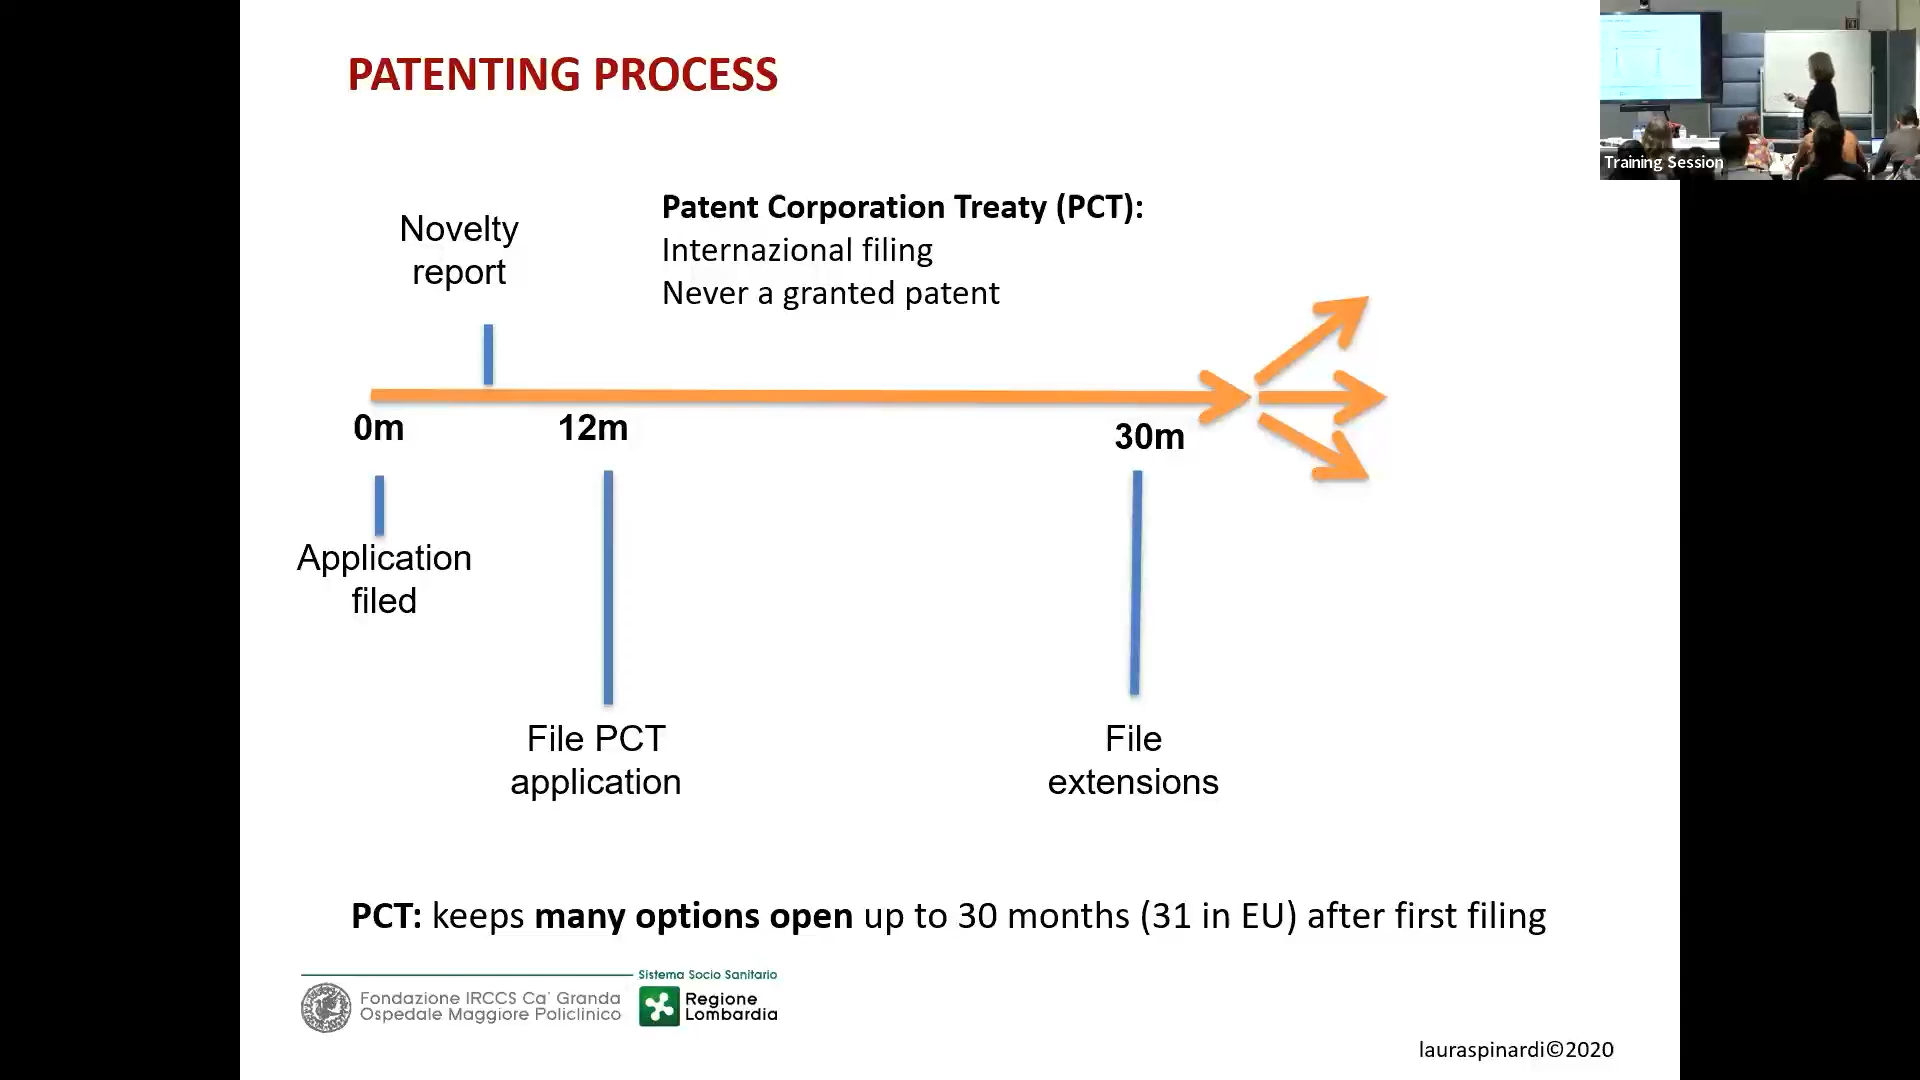 PATENTING PROCESS
Training Session
Novelty
report
Patent Corporation Treaty (PCT):
Internazional filing
Never a granted patent
0m
12m
30m
Application
filed
File PCT
application
File
extensions
PCT: keeps many options open up to 30 months (31 in EU) after first filing
Sistema Socio Sanitario
Fondazione IRCCS Ca' Granda
Ospedale Maggiore Policlinico
Regione
Lombardia
lauraspinardi©2020